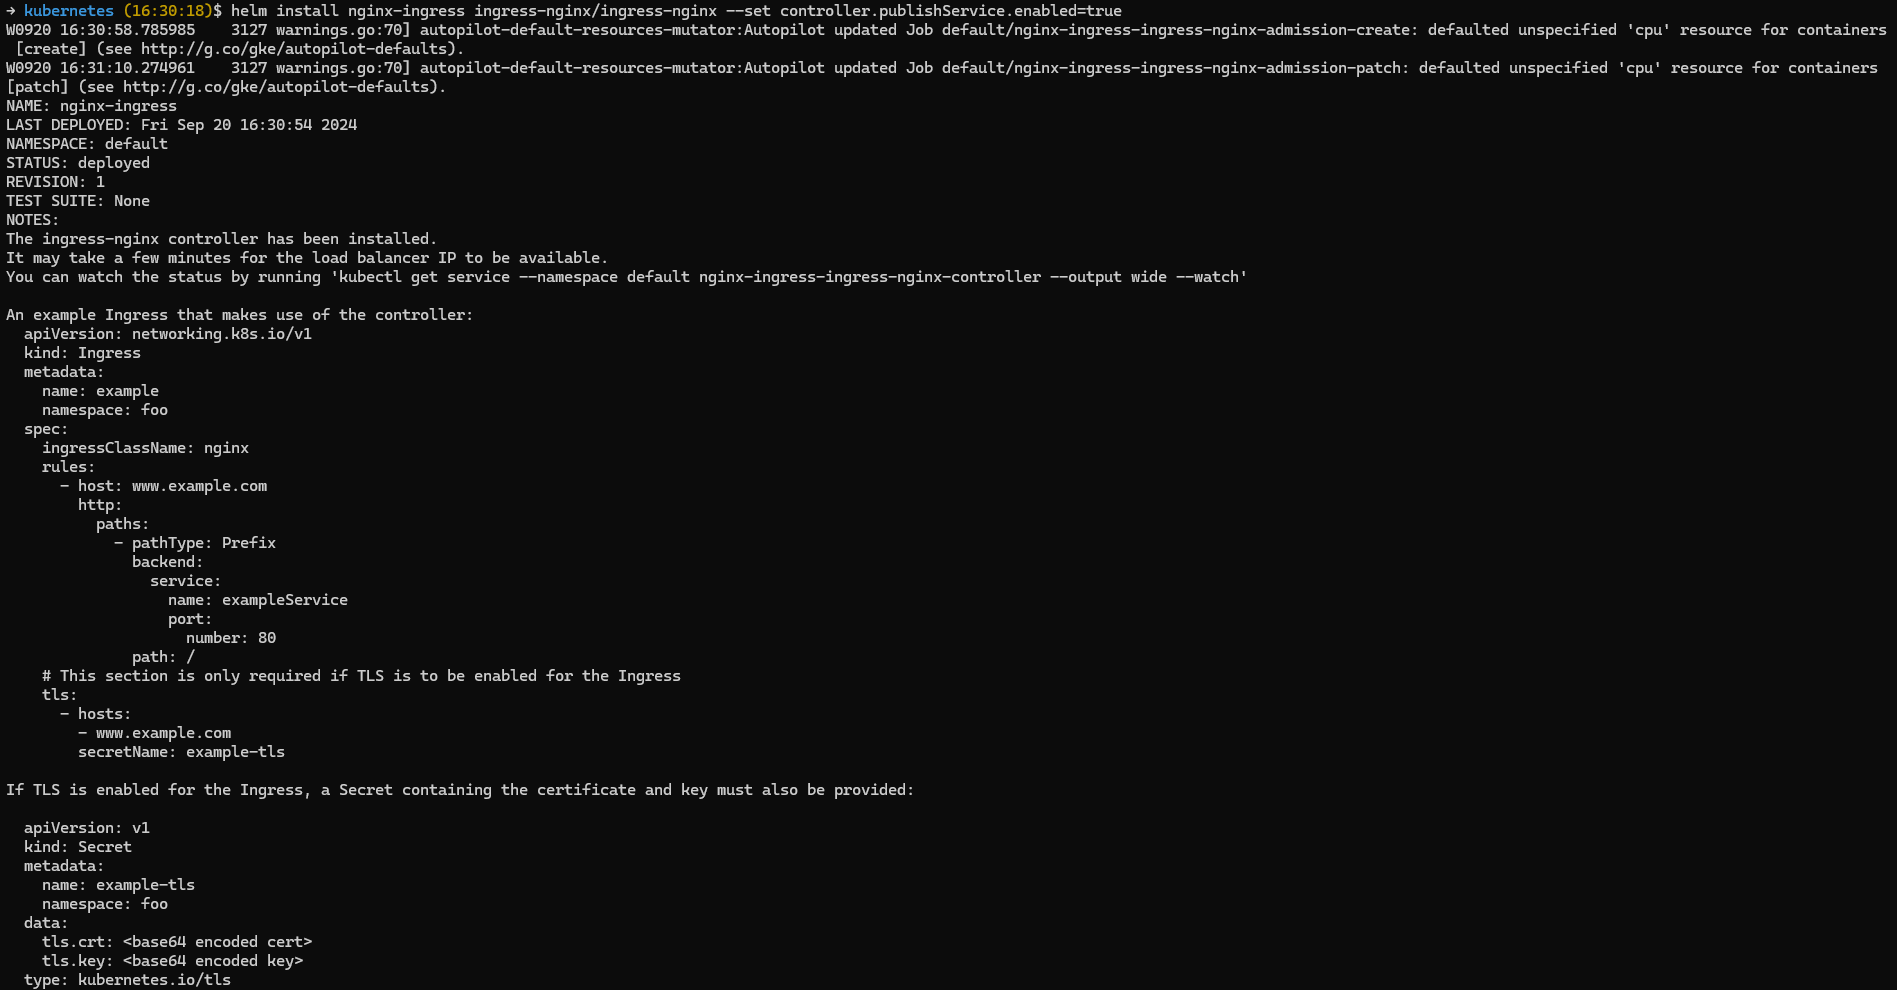 → kubernetes (16:30:18)$ helm install nginx-ingress ingress-nginx/ingress-nginx --set controller.publishService.enabled=true
W0920 16:30:58.785985    3127 warnings.go:70] autopilot-default-resources-mutator:Autopilot updated Job default/nginx-ingress-ingress-nginx-admission-create: defaulted unspecified 'cpu' resource for containers
 [create] (see http://g.co/gke/autopilot-defaults).
W0920 16:31:10.274961    3127 warnings.go:70] autopilot-default-resources-mutator:Autopilot updated Job default/nginx-ingress-ingress-nginx-admission-patch: defaulted unspecified 'cpu' resource for containers
[patch] (see http://g.co/gke/autopilot-defaults).
NAME: nginx-ingress
LAST DEPLOYED: Fri Sep 20 16:30:54 2024
NAMESPACE: default
STATUS: deployed
REVISION: 1
TEST SUITE: None
NOTES:
The ingress-nginx controller has been installed.
It may take a few minutes for the load balancer IP to be available.
You can watch the status by running 'kubectl get service --namespace default nginx-ingress-ingress-nginx-controller --output wide --watch'

An example Ingress that makes use of the controller:
  apiVersion: networking.k8s.io/v1
  kind: Ingress
  metadata:
    name: example
    namespace: foo
  spec:
    ingressClassName: nginx
    rules:
      - host: www.example.com
        http:
          paths:
            - pathType: Prefix
              backend:
                service:
                  name: exampleService
                  port:
                    number: 80
              path: /
    # This section is only required if TLS is to be enabled for the Ingress
    tls:
      - hosts:
        - www.example.com
        secretName: example-tls

If TLS is enabled for the Ingress, a Secret containing the certificate and key must also be provided:

  apiVersion: v1
  kind: Secret
  metadata:
    name: example-tls
    namespace: foo
  data:
    tls.crt: <base64 encoded cert>
    tls.key: <base64 encoded key>
  type: kubernetes.io/tls